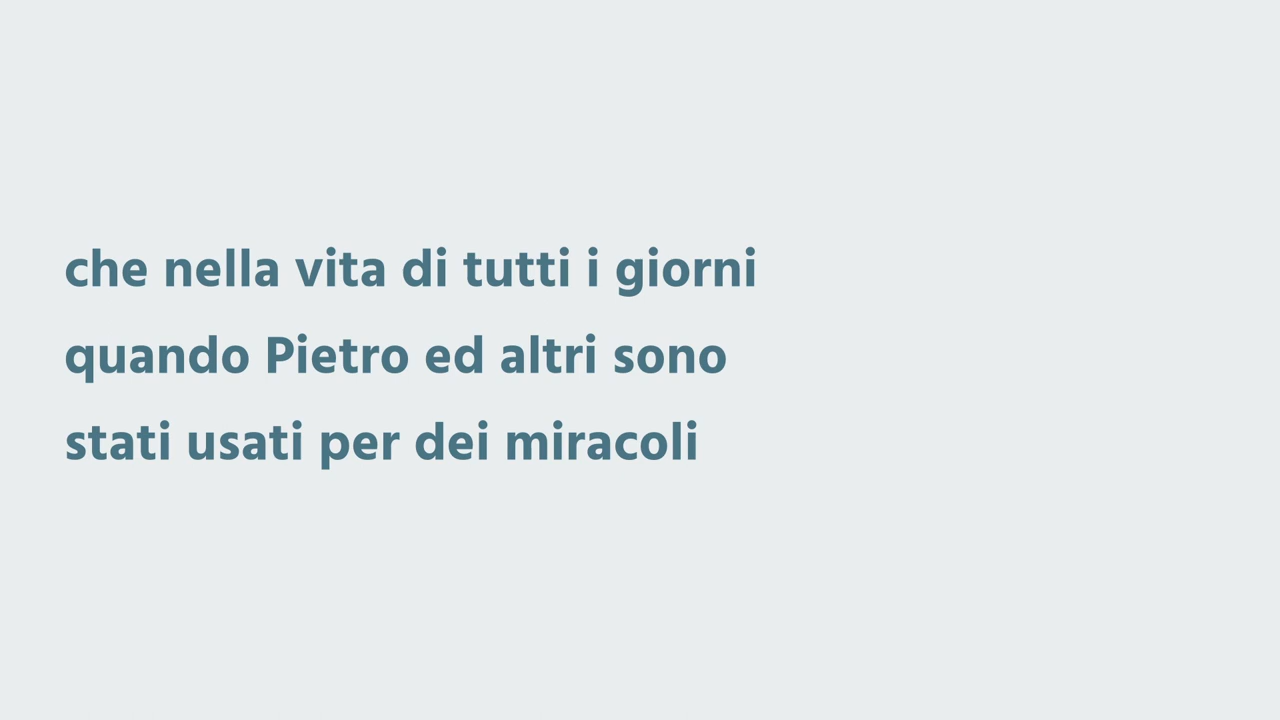 che nella vita di tutti i giorni
quando Pietro ed altri sono
stati usati per dei miracoli